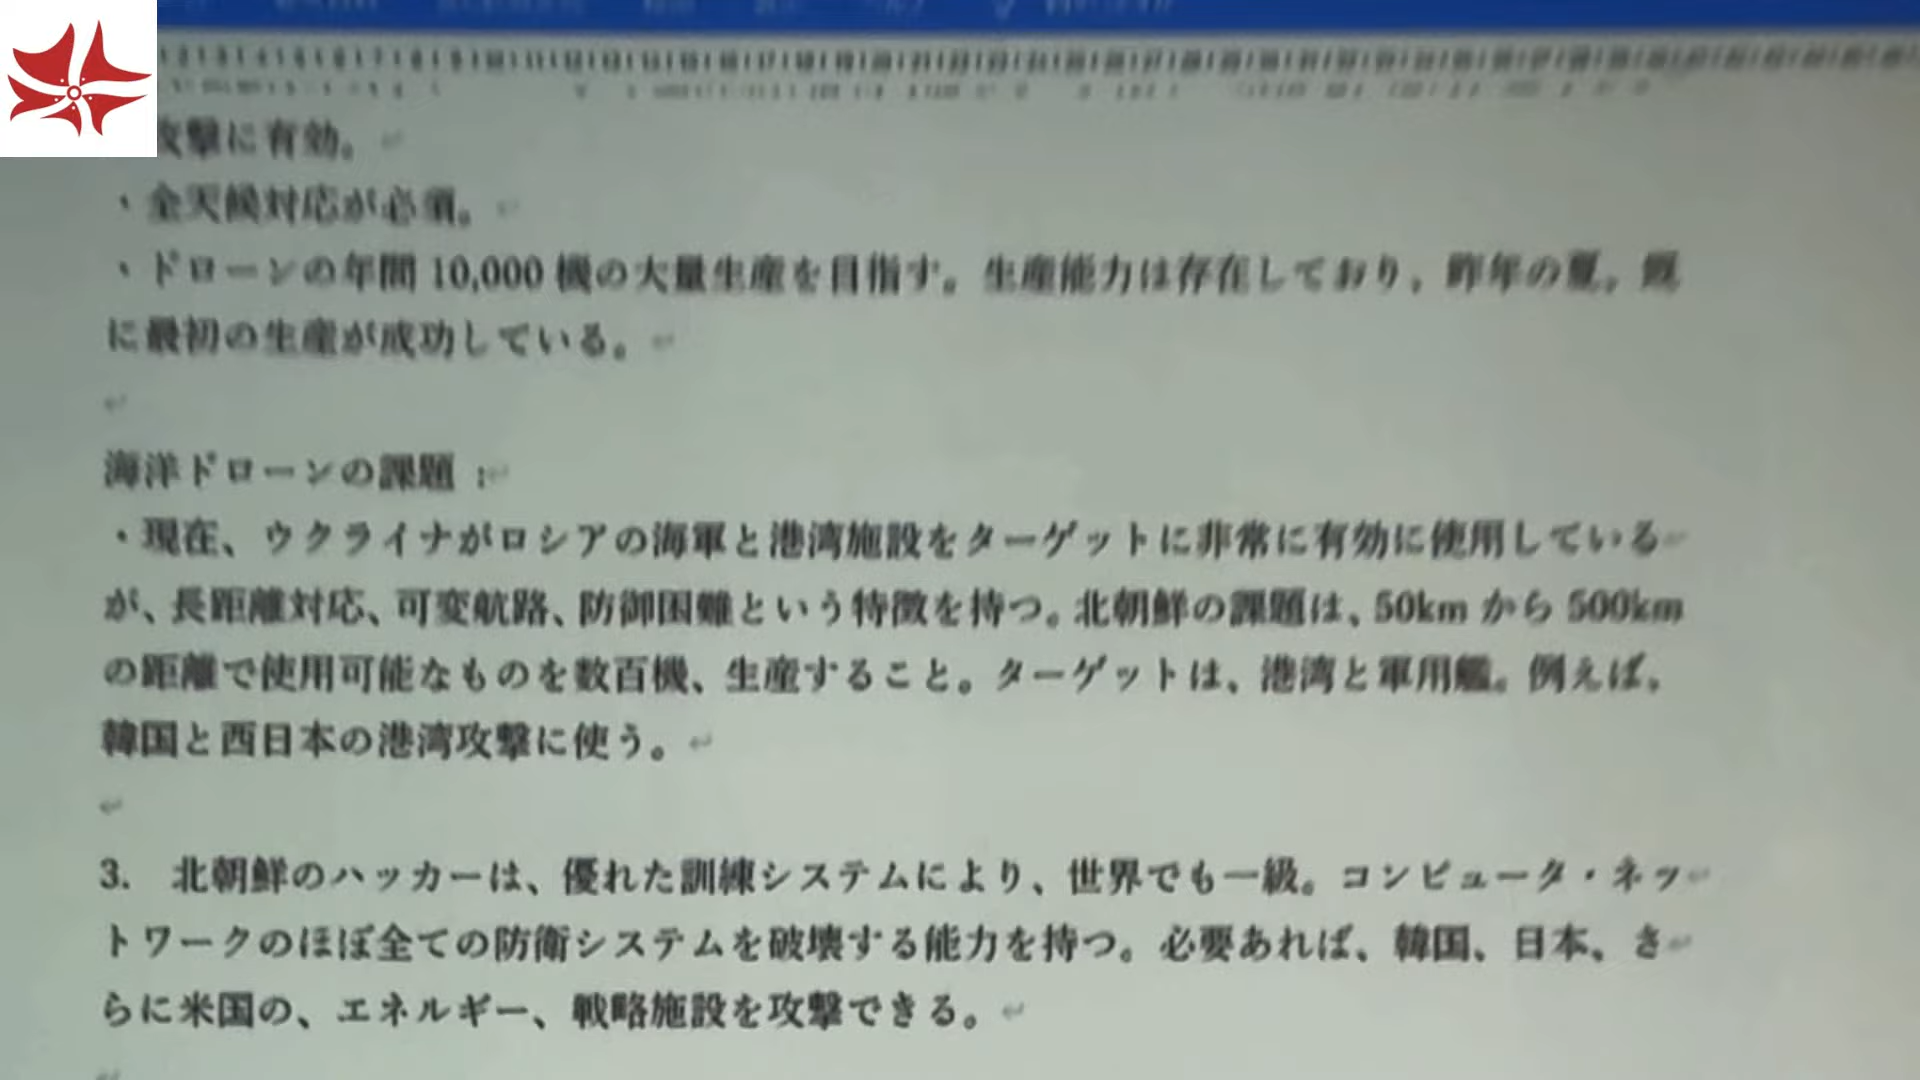 攻撃に有効。
・全天候対応が必須。
・ドローンの年間 10,000 機の大量生産を目指す。生産能力は存在しており，昨年の夏，既
に最初の生産が成功している。
海洋ドローンの課題：
・現在、ウクライナがロシアの海軍と港湾施設をターゲットに非常に有効に使用している
が、長距離対応、可変航路、防御困難という特徴を持つ。北朝鮮の課題は、50km から 500km
の距離で使用可能なものを数百機、生産すること。ターゲットは、港湾と軍用艦。例えば，
韓国と西日本の港湾攻撃に使う。
3. 北朝鮮のハッカーは、優れた訓練システムにより、世界でも一級。コンピュータ・ネッ
トワークのほぼ全ての防衛システムを破壊する能力を持つ。必要あれば、韓国、日本、さ
らに米国の、エネルギー、戦略施設を攻撃できる。